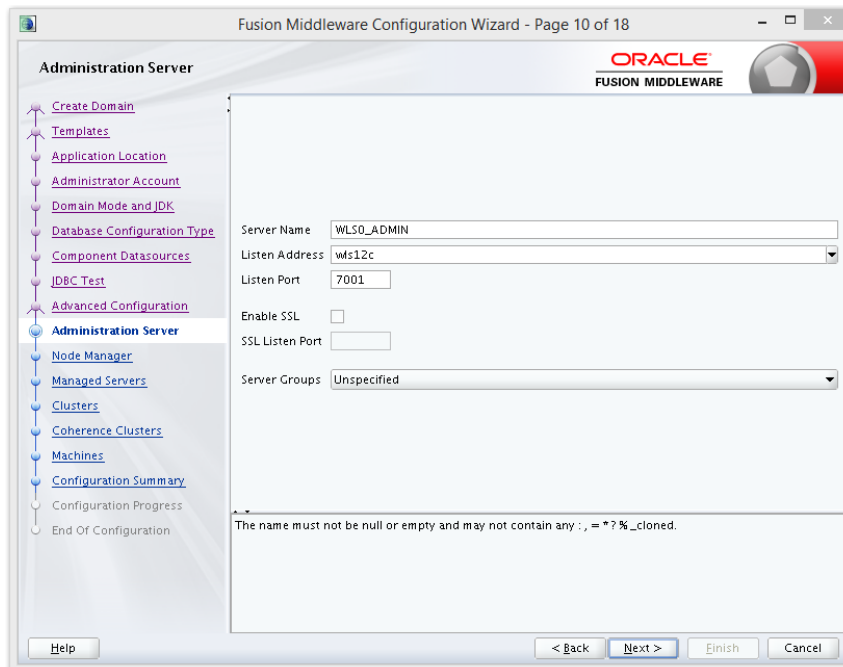 Fusion Middleware Configuration Wizard - Page 10 of 18
Administration Server
ORACLE
FUSION MIDDLEWARE
Create Domain
Templates
Application Location
Administrator Account
Domain Mode and JDK
Database Configuration Type
Component Datasources
JDBC Test
Advanced Configuration
Administration Server
Node Manager
Managed Servers
Clusters
Coherence Clusters
Machines
Configuration Summary
Configuration Progress
End Of Configuration
Server Name WLS0_ADMIN
Listen Address wls12c
Listen Port 7001
Enable SSL
SSL Listen Port
Server Groups Unspecified
The name must not be null or empty and may not contain any : , = * ? % _cloned.
Help < Back Next > Finish Cancel